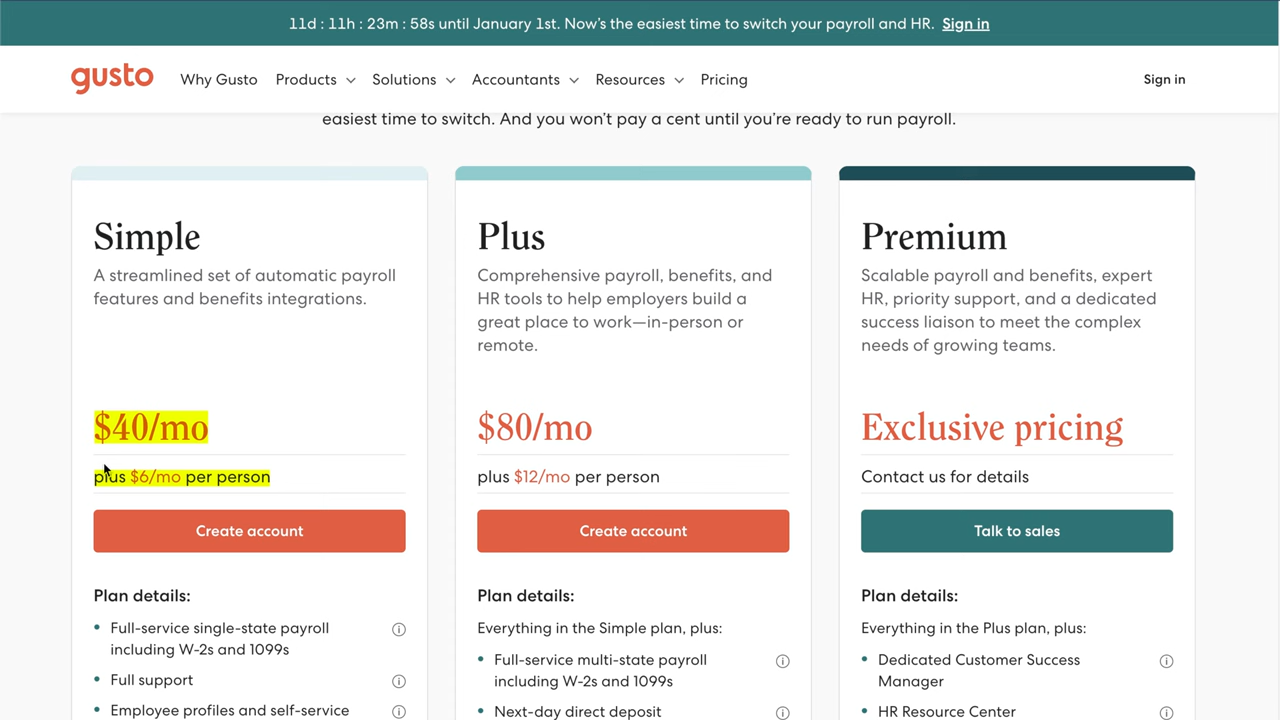 11d : 11h : 23m : 58s until January 1st. Now's the easiest time to switch your payroll and HR. Sign in
gusto Why Gusto Products Solutions Accountants Resources Pricing Sign in
easiest time to switch. And you won't pay a cent until you're ready to run payroll.
Simple
A streamlined set of automatic payroll
features and benefits integrations.
$40/mo
plus $6/mo per person
Create account
Plan details:
• Full-service single-state payroll
including W-2s and 1099s
• Full support
• Employee profiles and self-service
Plus
Comprehensive payroll, benefits, and
HR tools to help employers build a
great place to work—in-person or
remote.
$80/mo
plus $12/mo per person
Create account
Plan details:
Everything in the Simple plan, plus:
• Full-service multi-state payroll
including W-2s and 1099s
• Next-day direct deposit
Premium
Scalable payroll and benefits, expert
HR, priority support, and a dedicated
success liaison to meet the complex
needs of growing teams.
Exclusive pricing
Contact us for details
Talk to sales
Plan details:
Everything in the Plus plan, plus:
• Dedicated Customer Success
Manager
• HR Resource Center